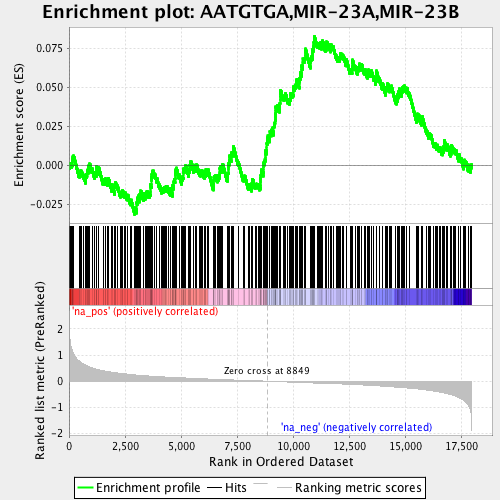 Enrichment plot: AATGTGA,MIR-23A,MIR-23B
Enrichment score (ES)
0.075
0.050
0.025
0.000
-0.025
'na_pos' (positively correlated)
Ranked list metric (PreRanked)
2
1
0
-1
-2
Zero cross at 8849
'na_neg' (negatively correlated)
0
2,500
5,000
7,500
10,000
12,500
15,000
17,500
Rank in Ordered Dataset
Enrichment profile
Hits
Ranking metric scores